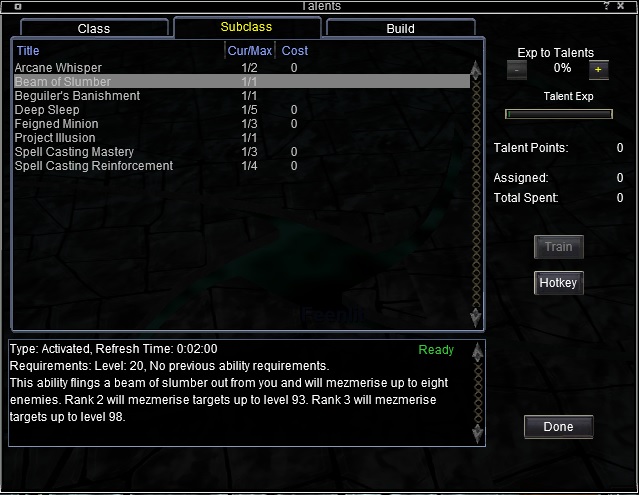 Talents
? x
Class Subclass Build
Title Cur/Max Cost
Arcane Whisper 1/2 0
Beam of Slumber 1/1
Beguiler's Banishment 1/1
Deep Sleep 1/5 0
Feigned Minion 1/3 0
Project Illusion 1/1
Spell Casting Mastery 1/3 0
Spell Casting Reinforcement 1/4 0
Exp to Talents
- 0% +
Talent Exp
Talent Points: 0
Assigned: 0
Total Spent: 0
Train
Hotkey
Type: Activated, Refresh Time: 0:02:00 Ready
Requirements: Level: 20, No previous ability requirements.
This ability flings a beam of slumber out from you and will mezmerise up to eight
enemies. Rank 2 will mezmerise targets up to level 93. Rank 3 will mezmerise
targets up to level 98.
Done